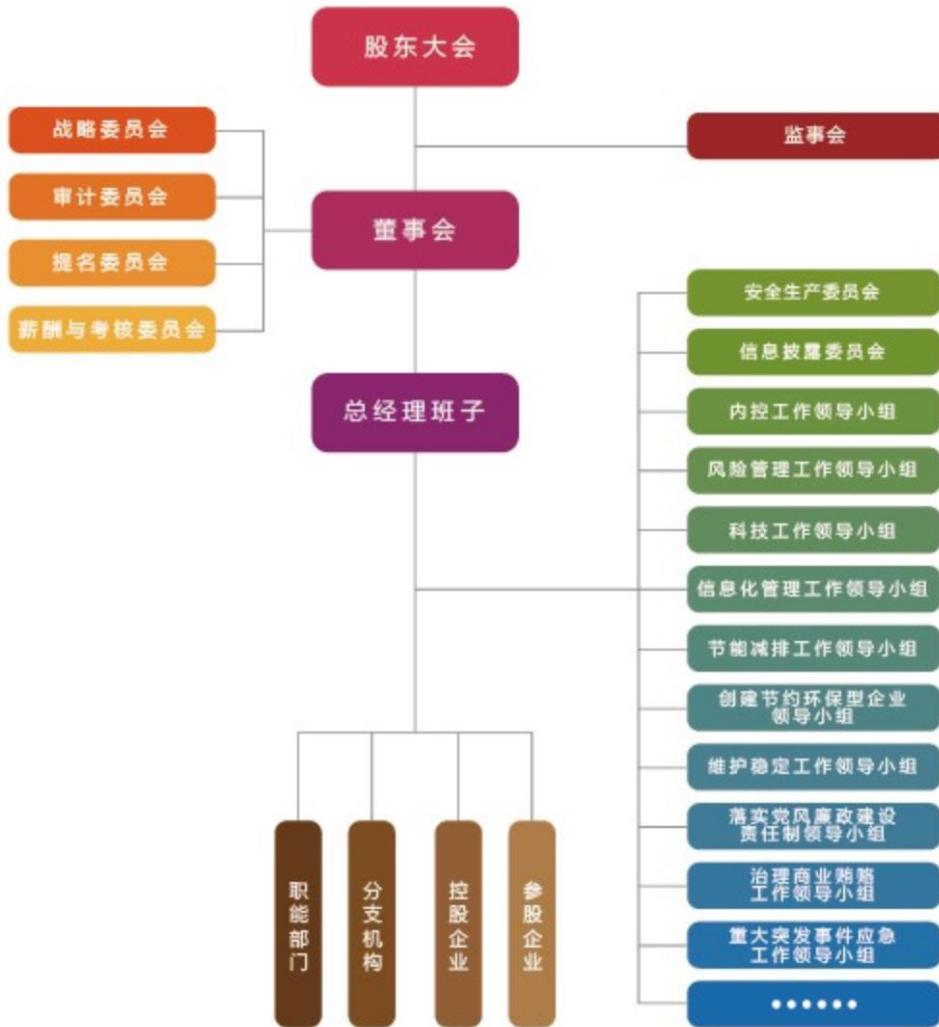 股东大会
监事会
战略委员会
审计委员会
提名委员会
薪酬与考核委员会
董事会
总经理班子
安全生产委员会
信息披露委员会
内控工作领导小组
风险管理工作领导小组
科技工作领导小组
信息化管理工作领导小组
节能减排工作领导小组
创建节约环保型企业
领导小组
维护稳定工作领导小组
落实党风廉政建设
责任制领导小组
治理商业贿赂
工作领导小组
重大突发事件应急
工作领导小组
••••••
职能部门
分支机构
控股企业
参股企业